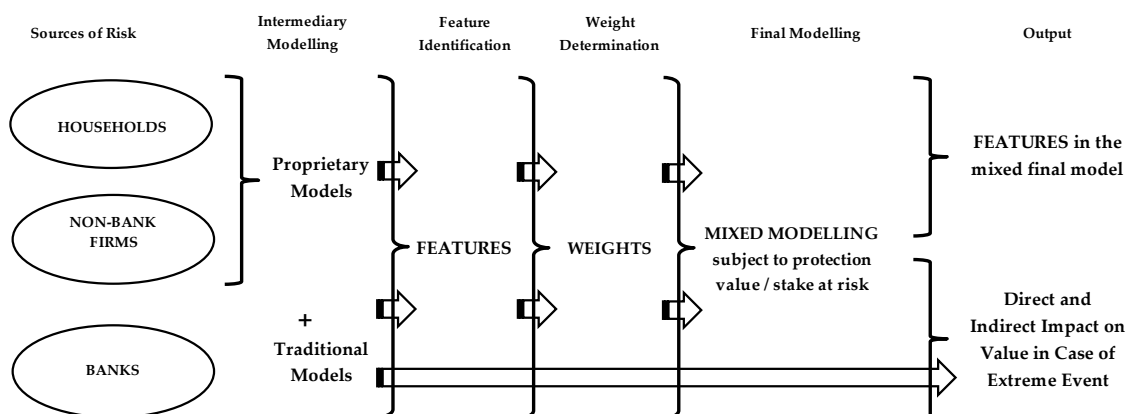 Sources of Risk
Intermediary
Modelling
Feature
Identification
Weight
Determination
Final Modelling
Output
HOUSEHOLDS
NON-BANK
FIRMS
BANKS
Proprietary
Models
+
Traditional
Models
FEATURES
WEIGHTS
MIXED MODELLING
subject to protection
value / stake at risk
FEATURES in the
mixed final model
Direct and
Indirect Impact on
Value in Case of
Extreme Event